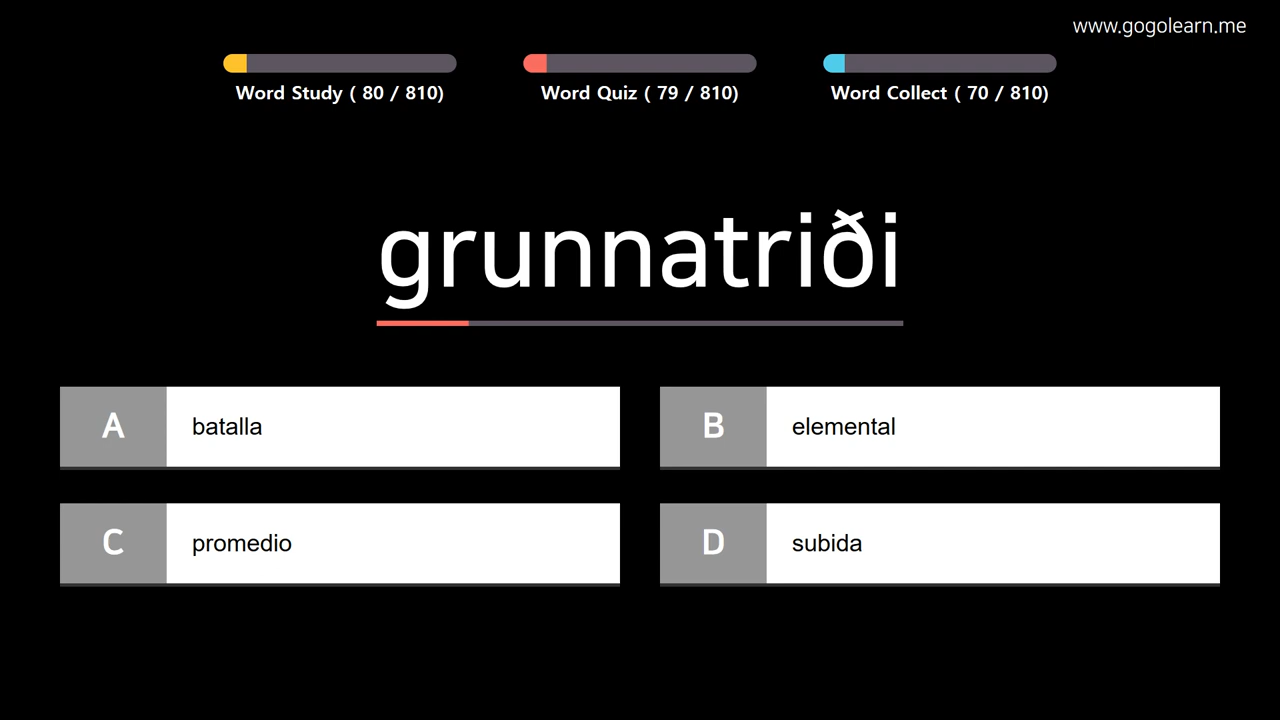 www.gogolearn.me
Word Study ( 80 / 810)
Word Quiz ( 79 / 810)
Word Collect ( 70 / 810)
grunnatriði
A batalla
B elemental
C promedio
D subida